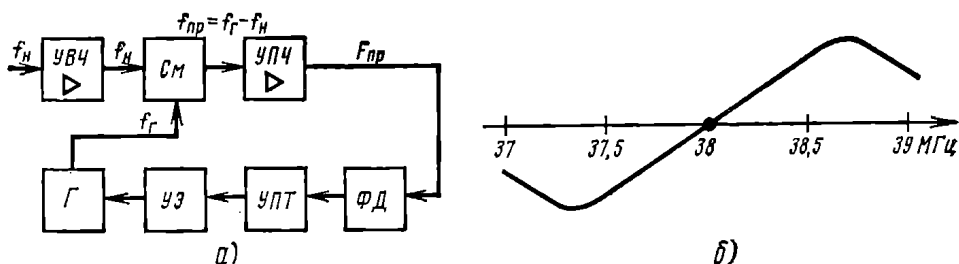 fпр=fг-fн
fн
УВЧ
fн
См
УПЧ
Fпр
fг
Г
УЭ
УПТ
ФД
а)
37
37,5
38
38,5
39 МГц
б)